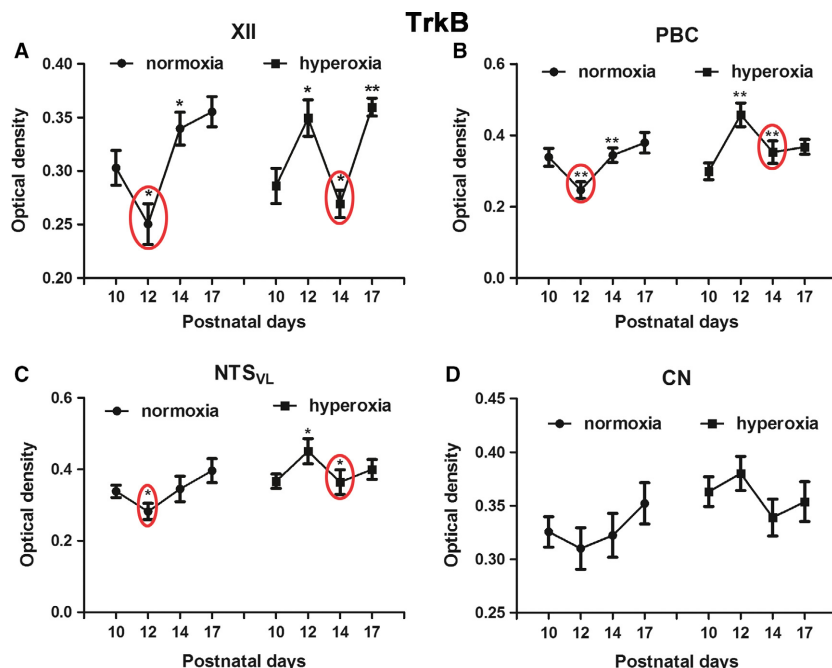 TrkB
A
XII
normoxia
hyperoxia
0.40
0.35
0.30
0.25
0.20
Optical density
*
*
*
*
**
10 12 14 17 10 12 14 17
Postnatal days
B
PBC
normoxia
hyperoxia
0.6
0.4
0.2
0.0
Optical density
**
**
**
**
10 12 14 17 10 12 14 17
Postnatal days
C
NTSVL
normoxia
hyperoxia
0.6
0.4
0.2
0.0
Optical density
*
*
*
10 12 14 17 10 12 14 17
Postnatal days
D
CN
normoxia
hyperoxia
0.45
0.40
0.35
0.30
0.25
Optical density
10 12 14 17 10 12 14 17
Postnatal days